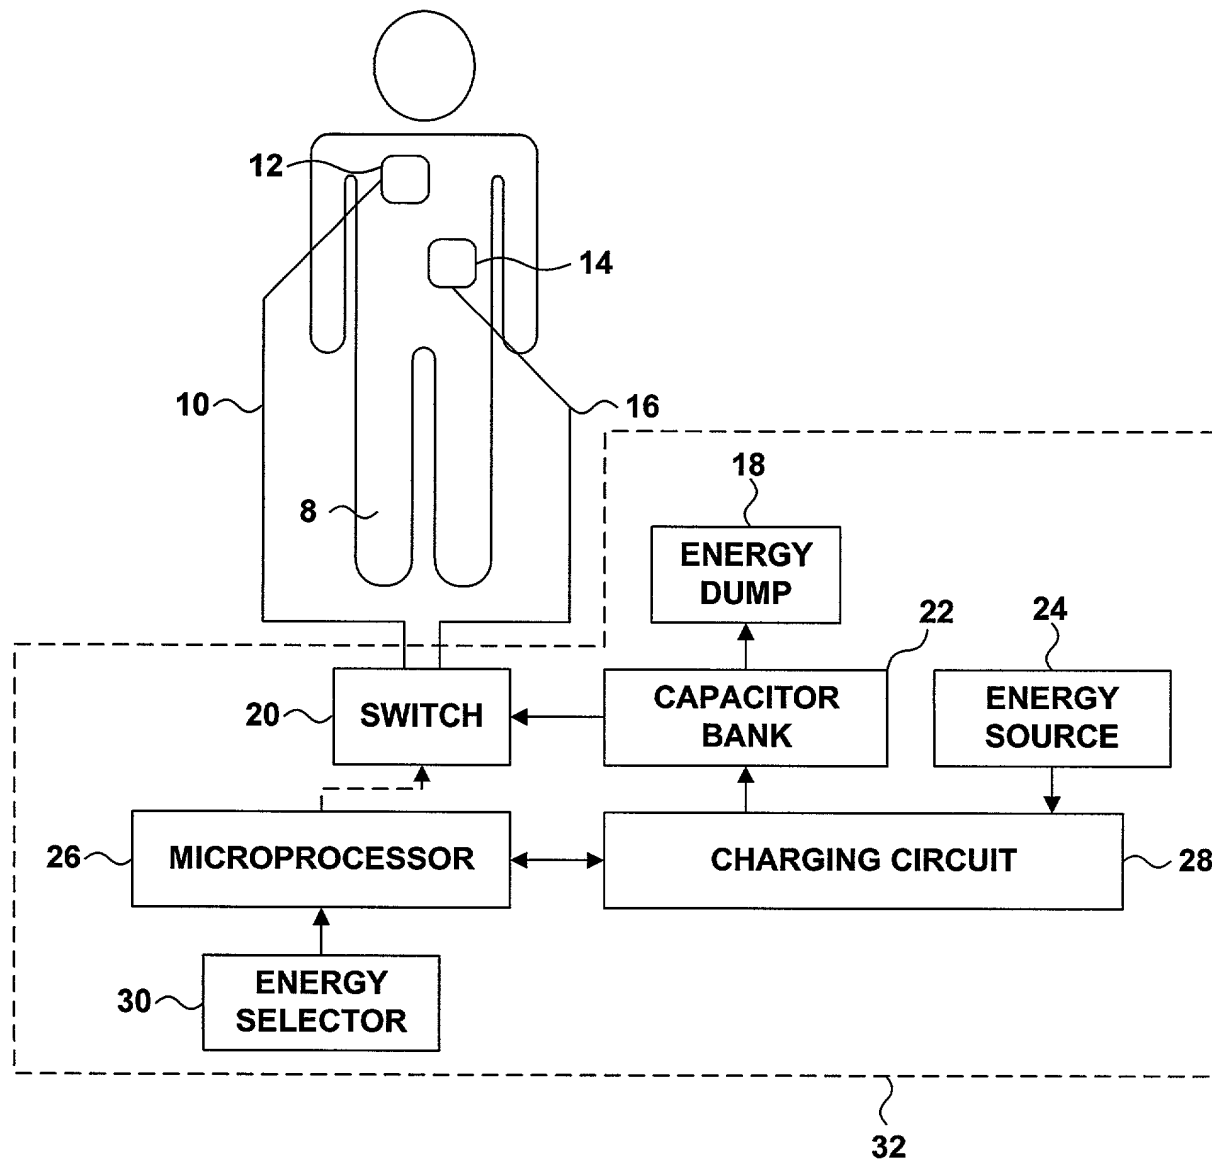 12
14
10
16
8
18
ENERGY
DUMP
22
24
20
SWITCH
CAPACITOR
BANK
ENERGY
SOURCE
26
MICROPROCESSOR
CHARGING CIRCUIT
28
30
ENERGY
SELECTOR
32